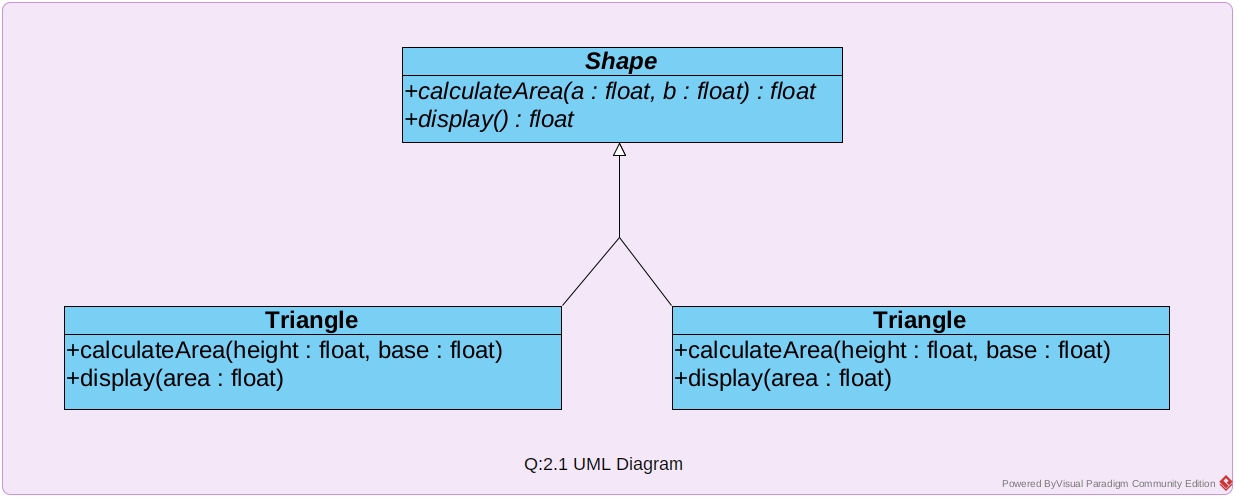 Shape
+calculateArea(a : float, b : float) : float
+display() : float
Triangle
+calculateArea(height : float, base : float)
+display(area : float)
Triangle
+calculateArea(height : float, base : float)
+display(area : float)
Q:2.1 UML Diagram
Powered ByVisual Paradigm Community Edition